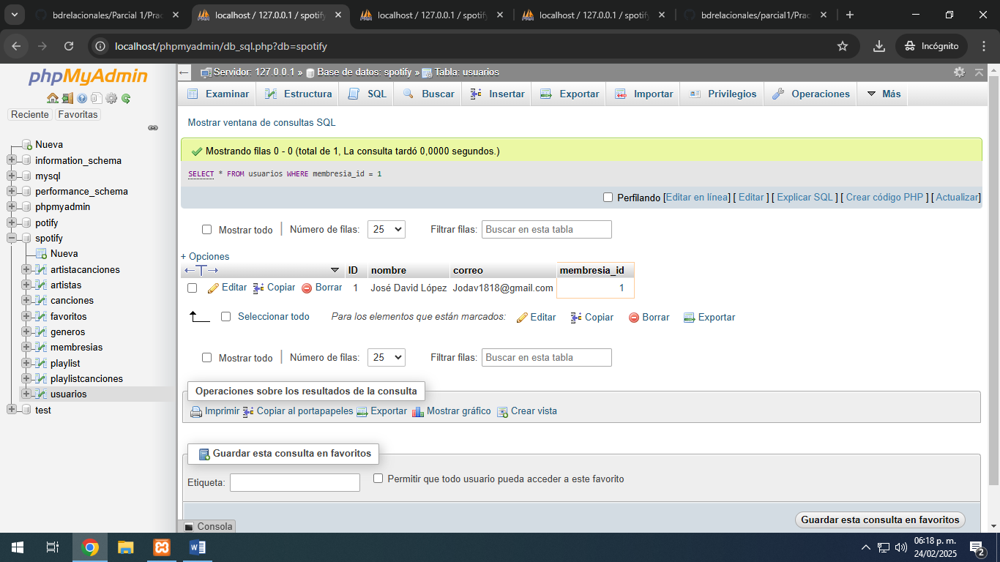 bdrelacionales/Parcial 1/Prac
localhost / 127.0.0.1 / spotify
localhost / 127.0.0.1 / spotify
localhost / 127.0.0.1 / spotify
bdrelacionales/parcial1/Prac
localhost/phpmyadmin/db_sql.php?db=spotify
Incógnito
phpMyAdmin
Reciente Favoritas
Nueva
information_schema
mysql
performance_schema
phpmyadmin
potify
spotify
Nueva
artistacanciones
artistas
canciones
favoritos
generos
membresias
playlist
playlistcanciones
usuarios
test
Servidor: 127.0.0.1 » Base de datos: spotify » Tabla: usuarios
Examinar Estructura SQL Buscar Insertar Exportar Importar Privilegios Operaciones Más
Mostrar ventana de consultas SQL
Mostrando filas 0 - 0 (total de 1, La consulta tardó 0,0000 segundos.)
SELECT * FROM usuarios WHERE membresia_id = 1
Perfilando [Editar en línea] [ Editar ] [ Explicar SQL ] [ Crear código PHP ] [ Actualizar]
Mostrar todo Número de filas: 25 Filtrar filas: Buscar en esta tabla
+ Opciones
←T→ ID nombre correo membresia_id
Editar Copiar Borrar 1 José David López Jodav1818@gmail.com 1
Seleccionar todo Para los elementos que están marcados: Editar Copiar Borrar Exportar
Mostrar todo Número de filas: 25 Filtrar filas: Buscar en esta tabla
Operaciones sobre los resultados de la consulta
Imprimir Copiar al portapapeles Exportar Mostrar gráfico Crear vista
Guardar esta consulta en favoritos
Etiqueta: Permitir que todo usuario pueda acceder a este favorito
Guardar esta consulta en favoritos
Consola
06:18 p. m.
24/02/2025
2